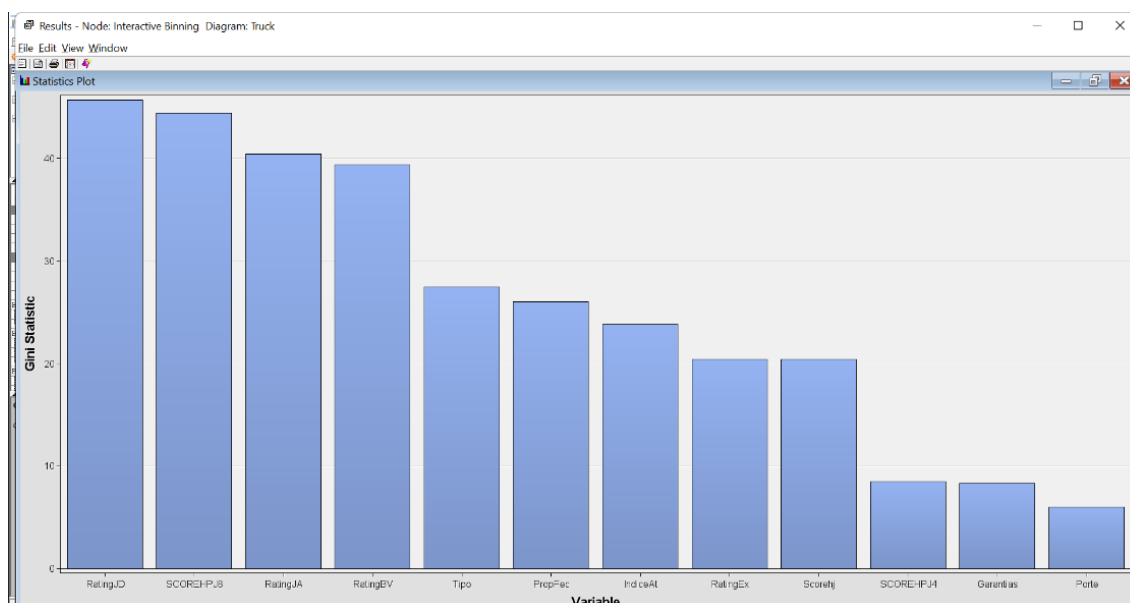 Results - Node: Interactive Binning Diagram: Truck
File Edit View Window
Statistics Plot
Gini Statistic
40
30
20
10
0
RatingJD SCOREHPJ8 RatingJA RatingBV Tipo PropFec IndiceAt RatingEx Scorehj SCOREHPJ4 Garantias Porte
Variable